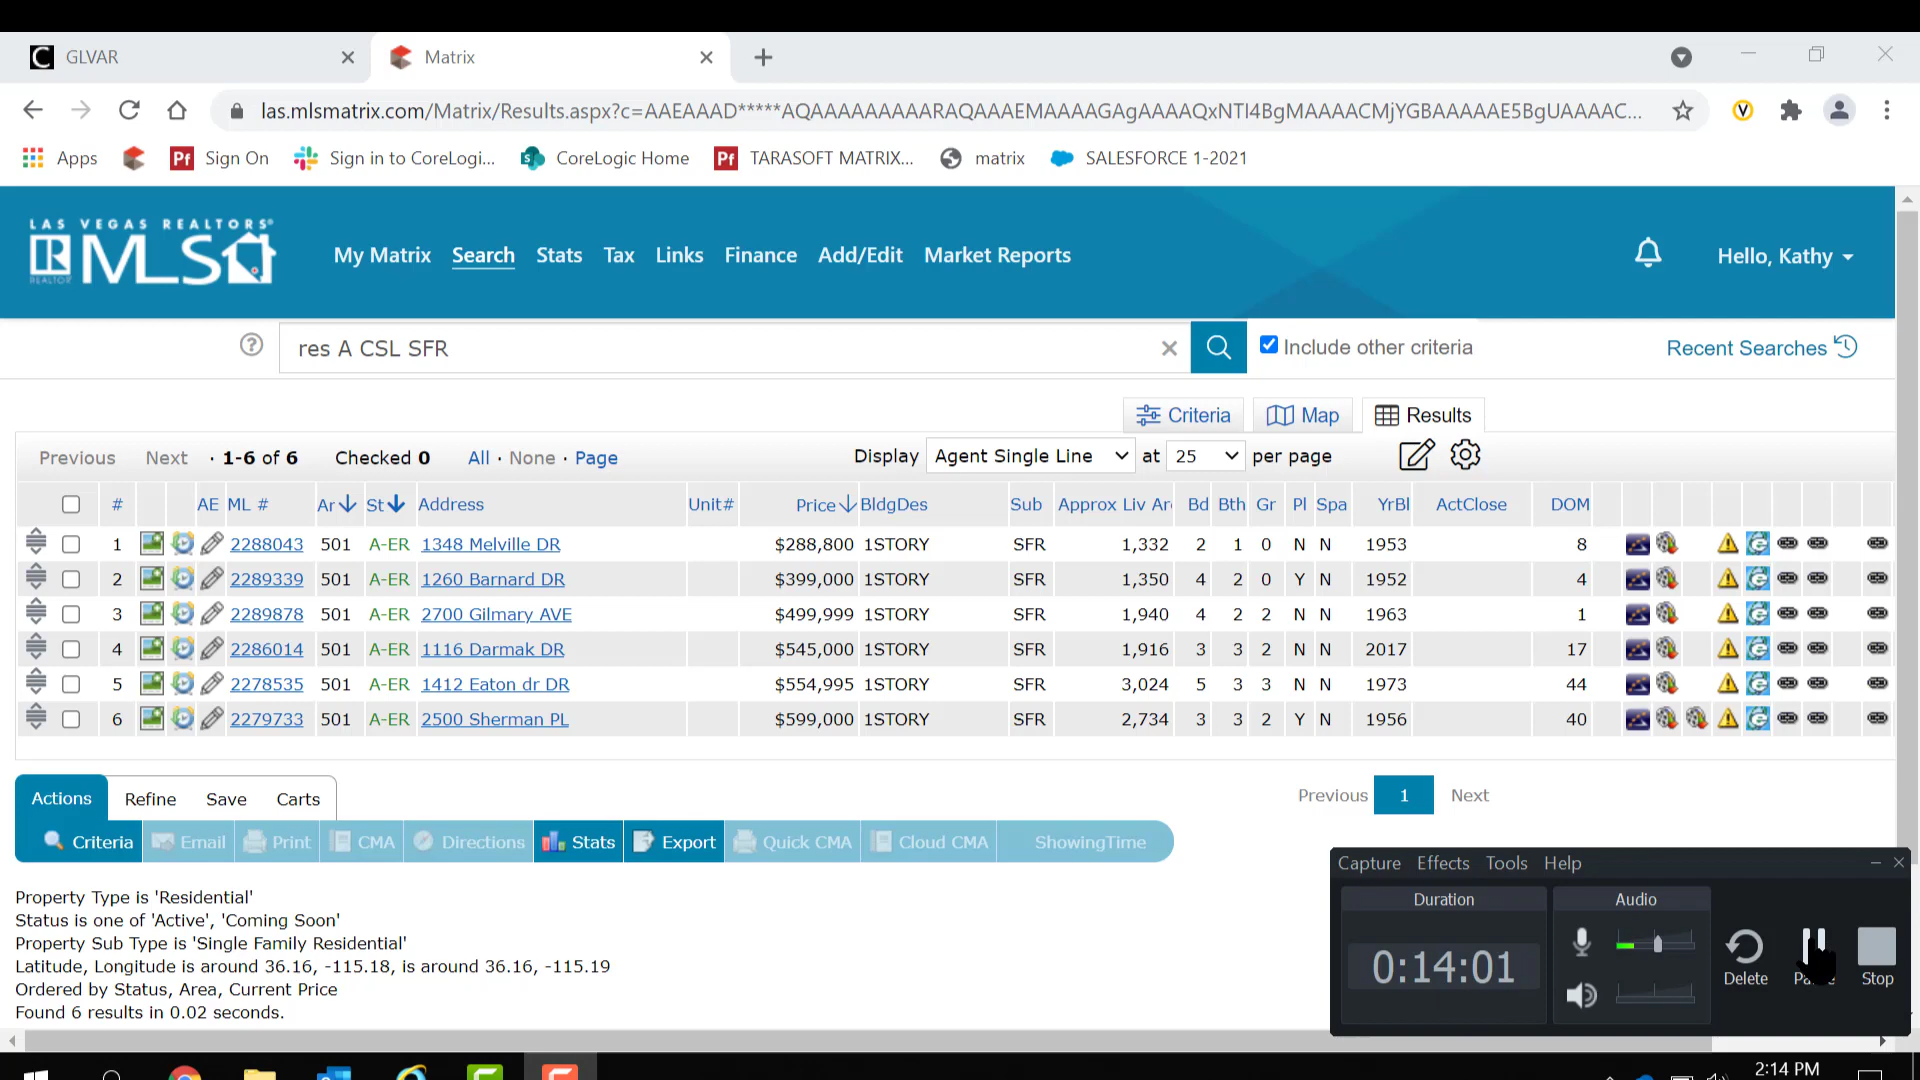 GLVAR
Matrix
las.mlsmatrix.com/Matrix/Results.aspx?c=AAEAAAD*****AQAAAAAAAAARAQAAAEMAAAAGAgAAAAQxNTI4BgMAAAACMjYGBAAAAAE5BgUAAAAC...
Apps Sign On Sign in to CoreLogi... CoreLogic Home TARASOFT MATRIX... matrix SALESFORCE 1-2021
LAS VEGAS REALTORS®
MLS
REALTOR
My Matrix Search Stats Tax Links Finance Add/Edit Market Reports
Hello, Kathy
res A CSL SFR
Include other criteria
Recent Searches
Criteria Map Results
Previous Next · 1-6 of 6 Checked 0 All · None · Page Display Agent Single Line at 25 per page
# AE ML # Ar St Address Unit# Price BldgDes Sub Approx Liv Ar Bd Bth Gr Pl Spa YrBl ActClose DOM
1 2288043 501 A-ER 1348 Melville DR $288,800 1STORY SFR 1,332 2 1 0 N N 1953 8
2 2289339 501 A-ER 1260 Barnard DR $399,000 1STORY SFR 1,350 4 2 0 Y N 1952 4
3 2289878 501 A-ER 2700 Gilmary AVE $499,999 1STORY SFR 1,940 4 2 2 N N 1963 1
4 2286014 501 A-ER 1116 Darmak DR $545,000 1STORY SFR 1,916 3 3 2 N N 2017 17
5 2278535 501 A-ER 1412 Eaton dr DR $554,995 1STORY SFR 3,024 5 3 3 N N 1973 44
6 2279733 501 A-ER 2500 Sherman PL $599,000 1STORY SFR 2,734 3 3 2 Y N 1956 40
Actions Refine Save Carts
Previous 1 Next
Criteria Email Print CMA Directions Stats Export Quick CMA Cloud CMA ShowingTime
Property Type is 'Residential'
Status is one of 'Active', 'Coming Soon'
Property Sub Type is 'Single Family Residential'
Latitude, Longitude is around 36.16, -115.18, is around 36.16, -115.19
Ordered by Status, Area, Current Price
Found 6 results in 0.02 seconds.
Capture Effects Tools Help
Duration Audio
0:14:01
Delete Stop
2:14 PM